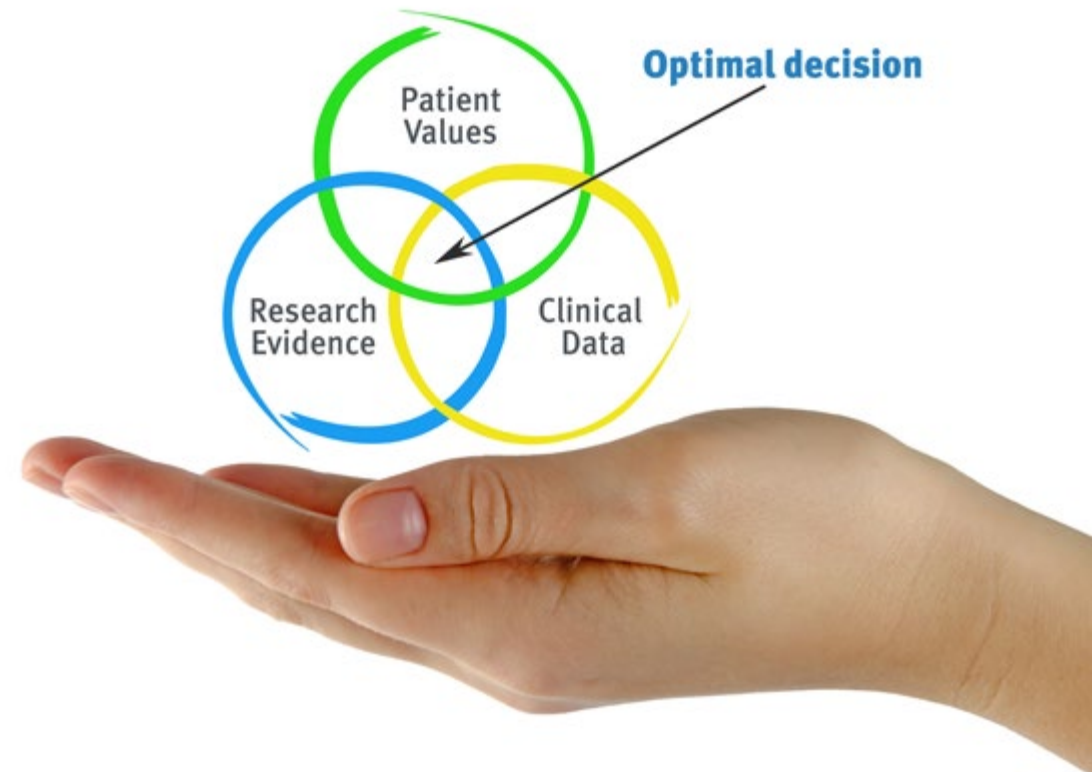 Optimal decision
Patient
Values
Research
Evidence
Clinical
Data